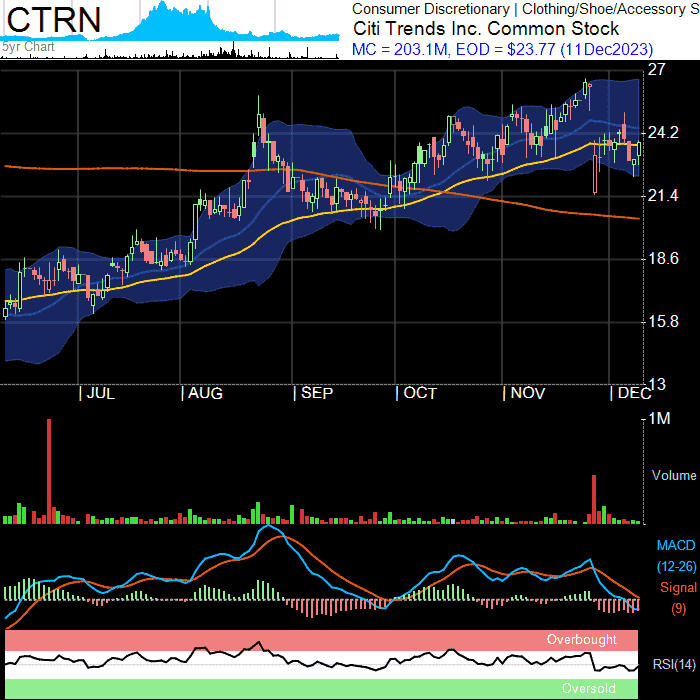 CTRN
5yr Chart
Consumer Discretionary | Clothing/Shoe/Accessory S
Citi Trends Inc. Common Stock
MC = 203.1M, EOD = $23.77 (11Dec2023)
27
24.2
21.4
18.6
15.8
13
| JUL | AUG | SEP | OCT | NOV | DEC
1M
Volume
MACD
(12-26)
Signal
(9)
Overbought
RSI(14)
Oversold